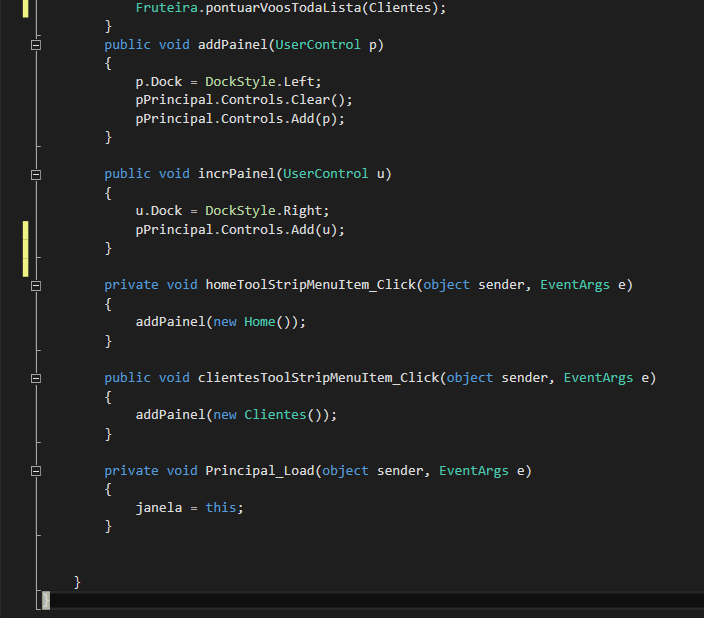 Fruteira.pontuarVoosTodaLista(Clientes);
}
public void addPainel(UserControl p)
{
p.Dock = DockStyle.Left;
pPrincipal.Controls.Clear();
pPrincipal.Controls.Add(p);
}
public void incrPainel(UserControl u)
{
u.Dock = DockStyle.Right;
pPrincipal.Controls.Add(u);
}
private void homeToolStripMenuItem_Click(object sender, EventArgs e)
{
addPainel(new Home());
}
public void clientesToolStripMenuItem_Click(object sender, EventArgs e)
{
addPainel(new Clientes());
}
private void Principal_Load(object sender, EventArgs e)
{
janela = this;
}
}
}